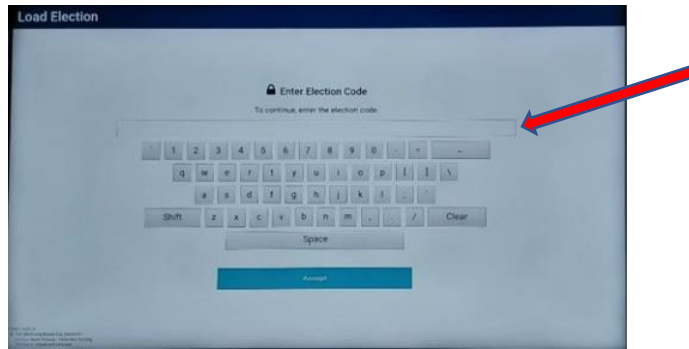 Load Election
Enter Election Code
To continue, enter the election code.
` 1 2 3 4 5 6 7 8 9 0 - =
q w e r t y u i o p [ ] \
a s d f g h j k l ; '
Shift z x c v b n m , . / Clear
Space
Accept